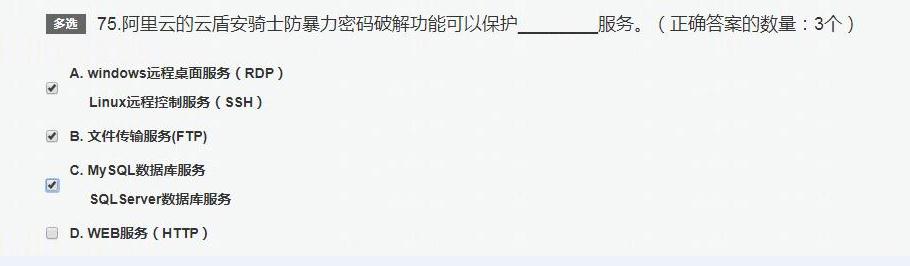 多选 75.阿里云的云盾安骑士防暴力密码破解功能可以保护________服务。（正确答案的数量：3个）
A. windows远程桌面服务（RDP）
Linux远程控制服务（SSH）
B. 文件传输服务(FTP)
C. MySQL数据库服务
SQLServer数据库服务
D. WEB服务（HTTP）